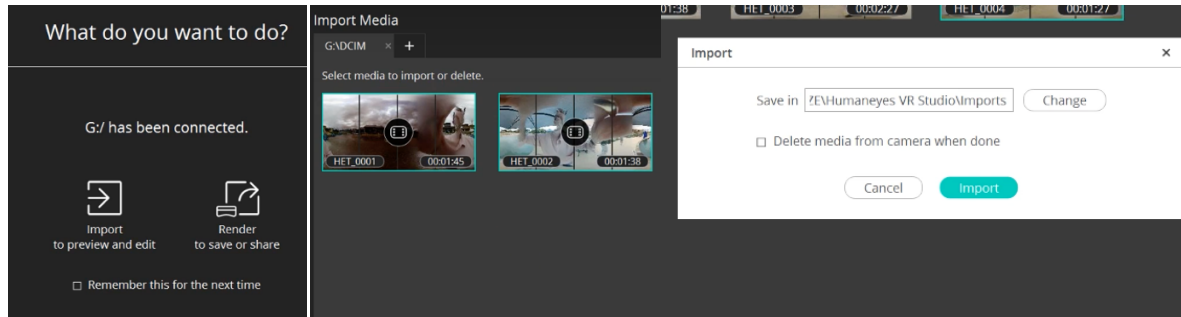 What do you want to do?
G:/ has been connected.
Import
to preview and edit
Render
to save or share
Remember this for the next time
Import Media
G:\DCIM × +
Select media to import or delete.
HET_0001 00:01:45
HET_0002 00:01:38
01:38 HET_0003 00:02:27 HET_0004 00:01:27
Import ×
Save in ?E\Humaneyes VR Studio\Imports Change
Delete media from camera when done
Cancel Import